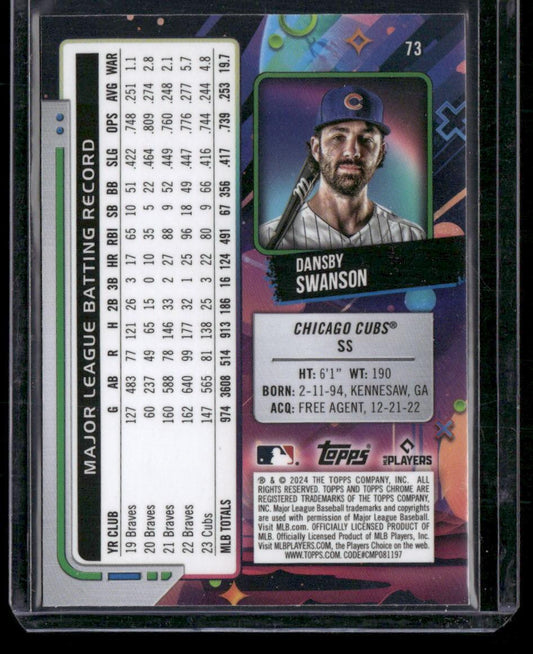 73
MAJOR LEAGUE BATTING RECORD
YR CLUB G AB R H 2B 3B HR RBI SB BB SLG OPS AVG WAR
19 Braves 127 483 77 121 26 3 17 65 10 51 .422 .748 .251 1.1
20 Braves 60 237 49 65 15 0 10 35 5 22 .464 .809 .274 2.8
21 Braves 160 588 78 146 33 2 27 88 9 52 .449 .760 .248 2.1
22 Braves 162 640 99 177 32 1 25 96 18 49 .447 .776 .277 5.7
23 Cubs 147 565 81 138 25 3 22 80 9 66 .416 .744 .244 4.8
MLB TOTALS 974 3608 514 913 186 16 124 491 67 356 .417 .739 .253 19.7
C
DANSBY
SWANSON
CHICAGO CUBS®
SS
HT: 6'1" WT: 190
BORN: 2-11-94, KENNESAW, GA
ACQ: FREE AGENT, 12-21-22
Topps
MLB PLAYERS
® & © 2024 THE TOPPS COMPANY, INC. ALL
RIGHTS RESERVED. TOPPS AND TOPPS CHROME ARE
REGISTERED TRADEMARKS OF THE TOPPS COMPANY,
INC. Major League Baseball trademarks and copyrights
are used with permission of Major League Baseball.
Visit MLB.com. OFFICIALLY LICENSED PRODUCT OF
MLB. Officially Licensed Product of MLB Players, Inc.
Visit MLBPLAYERS.COM, the Players Choice on the web.
WWW.TOPPS.COM. CODE#CMP081197